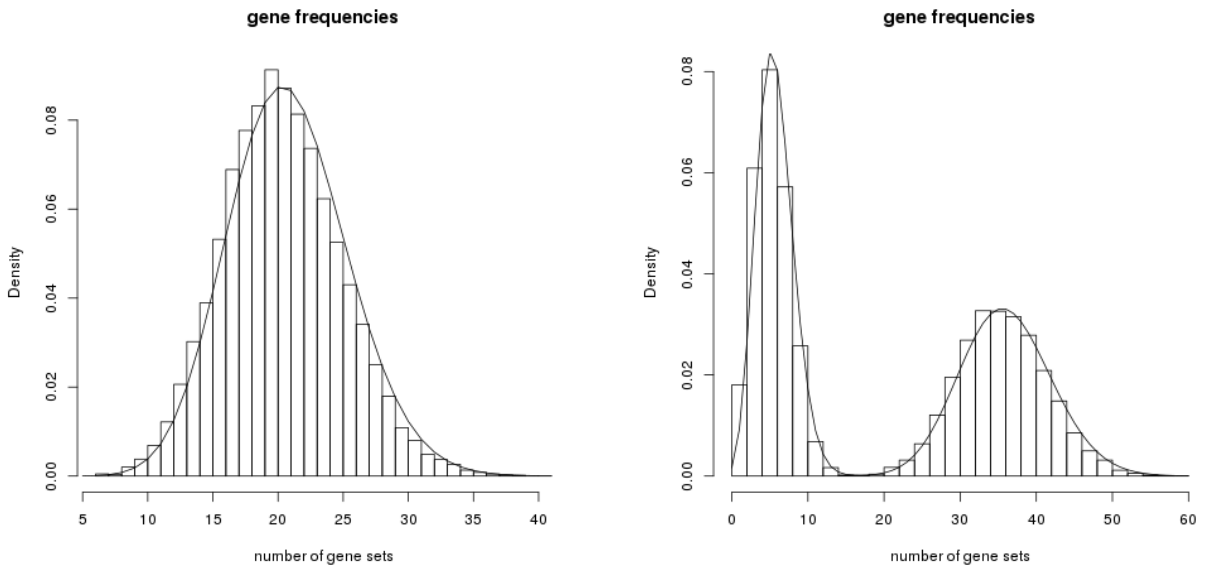 gene frequencies
Density
0.00 0.02 0.04 0.06 0.08
5 10 15 20 25 30 35 40
number of gene sets
gene frequencies
Density
0.00 0.02 0.04 0.06 0.08
0 10 20 30 40 50 60
number of gene sets